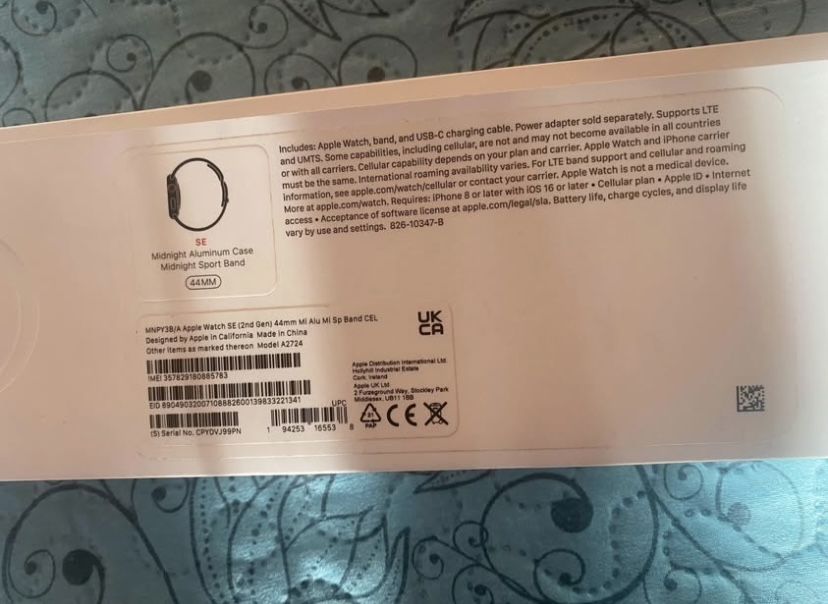 Includes: Apple Watch, band, and USB-C charging cable. Power adapter sold separately. Supports LTE
and UMTS. Some capabilities, including cellular, are not and may not become available in all countries
or with all carriers. Cellular capability depends on your plan and carrier. Apple Watch and iPhone carrier
must be the same. International roaming availability varies. For LTE band support and cellular and roaming
information, see apple.com/watch/cellular or contact your carrier. Apple Watch is not a medical device.
More at apple.com/watch. Requires: iPhone 8 or later with iOS 16 or later • Cellular plan • Apple ID • Internet
access • Acceptance of software license at apple.com/legal/sla. Battery life, charge cycles, and display life
vary by use and settings. 826-10347-B
SE
Midnight Aluminum Case
Midnight Sport Band
44MM
MNPY3B/A Apple Watch SE (2nd Gen) 44mm Mi Alu Mi Sp Band CEL
Designed by Apple in California Made in China
Other items as marked thereon Model A2724
IMEI 357829180885783
EID 89049032007108882600139833221341
(S) Serial No. CPYDVJ99PN
UPC
1 94253 16553 8
UK
CA
Apple Distribution International Ltd.
Hollyhill Industrial Estate
Cork, Ireland
Apple UK Ltd
2 Furzeground Way, Stockley Park
Middlesex, UB11 1BB
21
PAP
CE